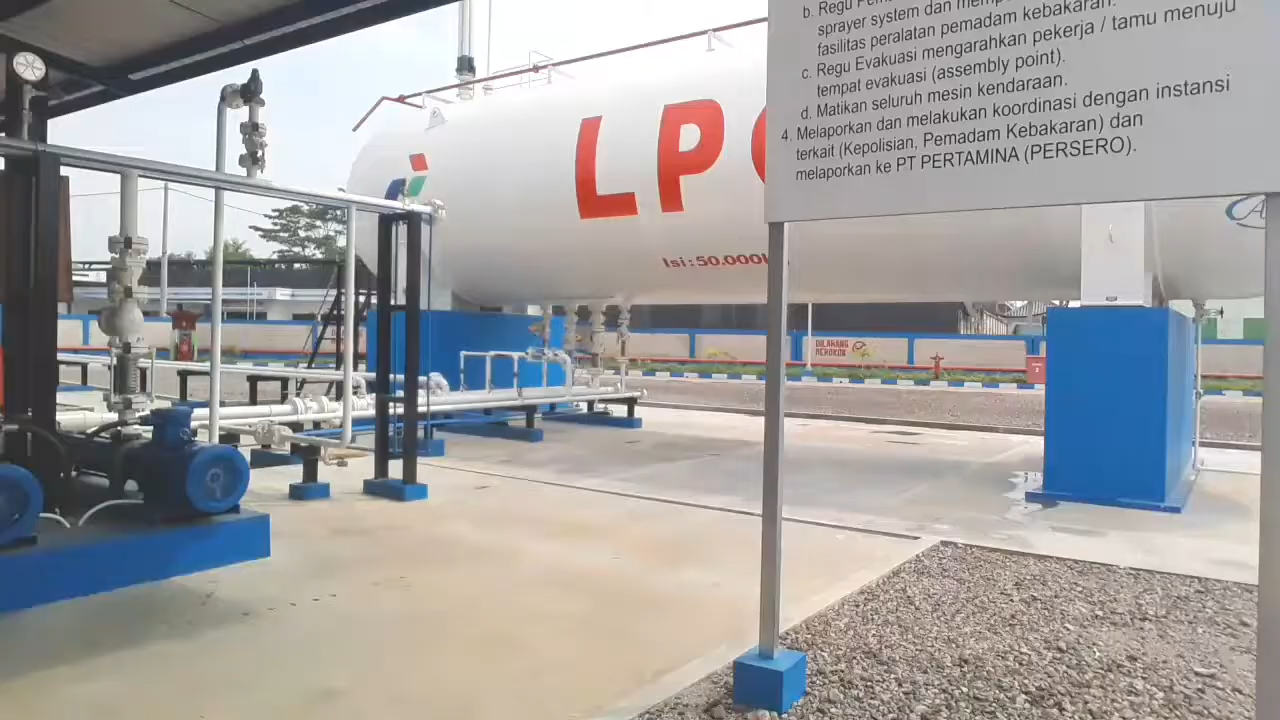 b. Regu
sprayer system dan
fasilitas peralatan pemadam kebakaran.
c. Regu Evakuasi mengarahkan pekerja / tamu menuju
tempat evakuasi (assembly point).
d. Matikan seluruh mesin kendaraan.
4. Melaporkan dan melakukan koordinasi dengan instansi
terkait (Kepolisian, Pemadam Kebakaran) dan
melaporkan ke PT PERTAMINA (PERSERO).
LP
Isi : 50.000
DILARANG
MEROKOK